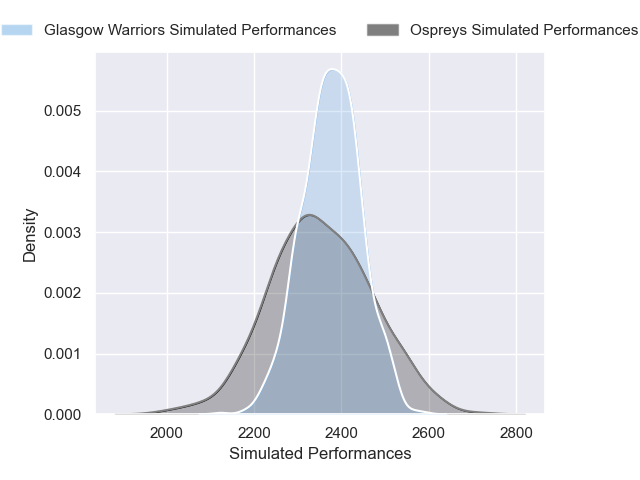 Glasgow Warriors Simulated Performances Ospreys Simulated Performances
0.005
0.004
0.003
0.002
0.001
0.000
Density
2000 2200 2400 2600 2800
Simulated Performances